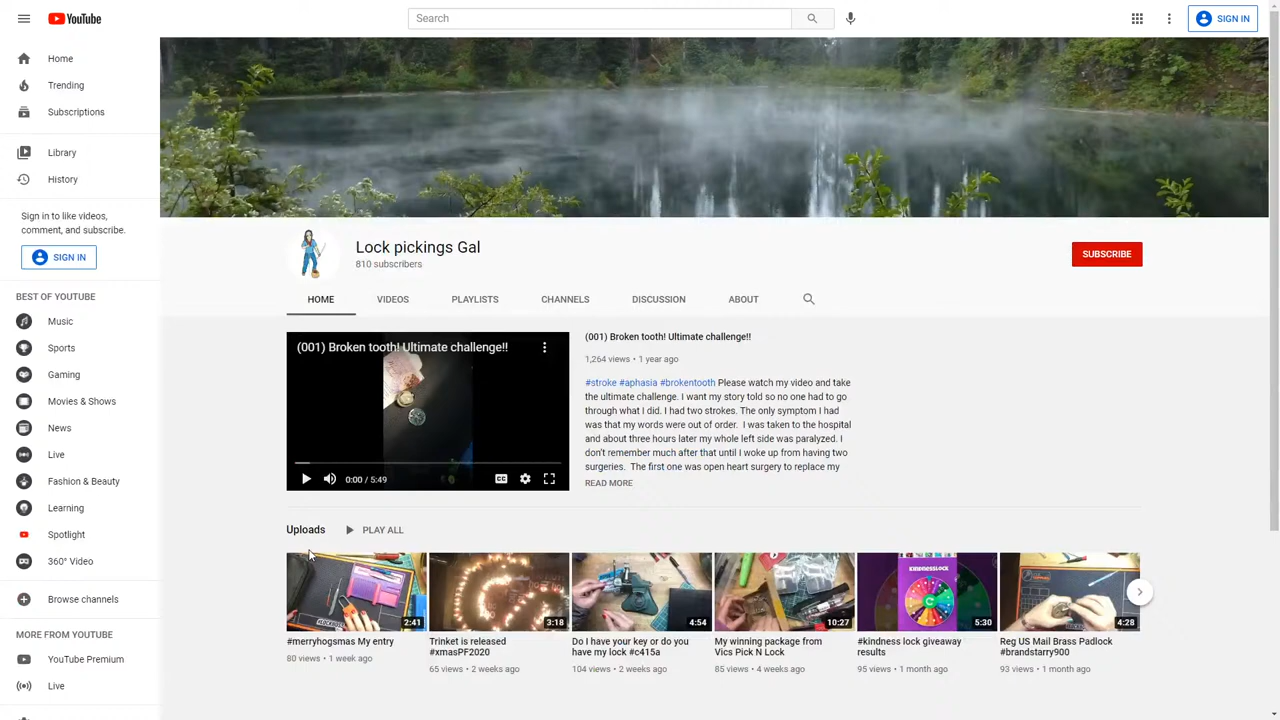 YouTube
Search
SIGN IN
Home
Trending
Subscriptions
Library
History
Sign in to like videos,
comment, and subscribe.
SIGN IN
BEST OF YOUTUBE
Music
Sports
Gaming
Movies & Shows
News
Live
Fashion & Beauty
Learning
Spotlight
360° Video
Browse channels
MORE FROM YOUTUBE
YouTube Premium
Live
Lock pickings Gal
810 subscribers
SUBSCRIBE
HOME
VIDEOS
PLAYLISTS
CHANNELS
DISCUSSION
ABOUT
(001) Broken tooth! Ultimate challenge!!
0:00 / 5:49
CC
(001) Broken tooth! Ultimate challenge!!
1,264 views • 1 year ago
#stroke #aphasia #brokentooth Please watch my video and take
the ultimate challenge. I want my story told so no one had to go
through what I did. I had two strokes. The only symptom I had
was that my words were out of order. I was taken to the hospital
and about three hours later my whole left side was paralyzed. I
don't remember much after that until I woke up from having two
surgeries. The first one was open heart surgery to replace my
READ MORE
Uploads
PLAY ALL
2:41
#merryhogsmas My entry
80 views • 1 week ago
3:18
Trinket is released
#xmasPF2020
65 views • 2 weeks ago
4:54
Do I have your key or do you
have my lock #c415a
104 views • 2 weeks ago
10:27
My winning package from
Vics Pick N Lock
85 views • 4 weeks ago
KINDNESSLOCK
5:30
#kindness lock giveaway
results
95 views • 1 month ago
4:28
Reg US Mail Brass Padlock
#brandstarry900
93 views • 1 month ago